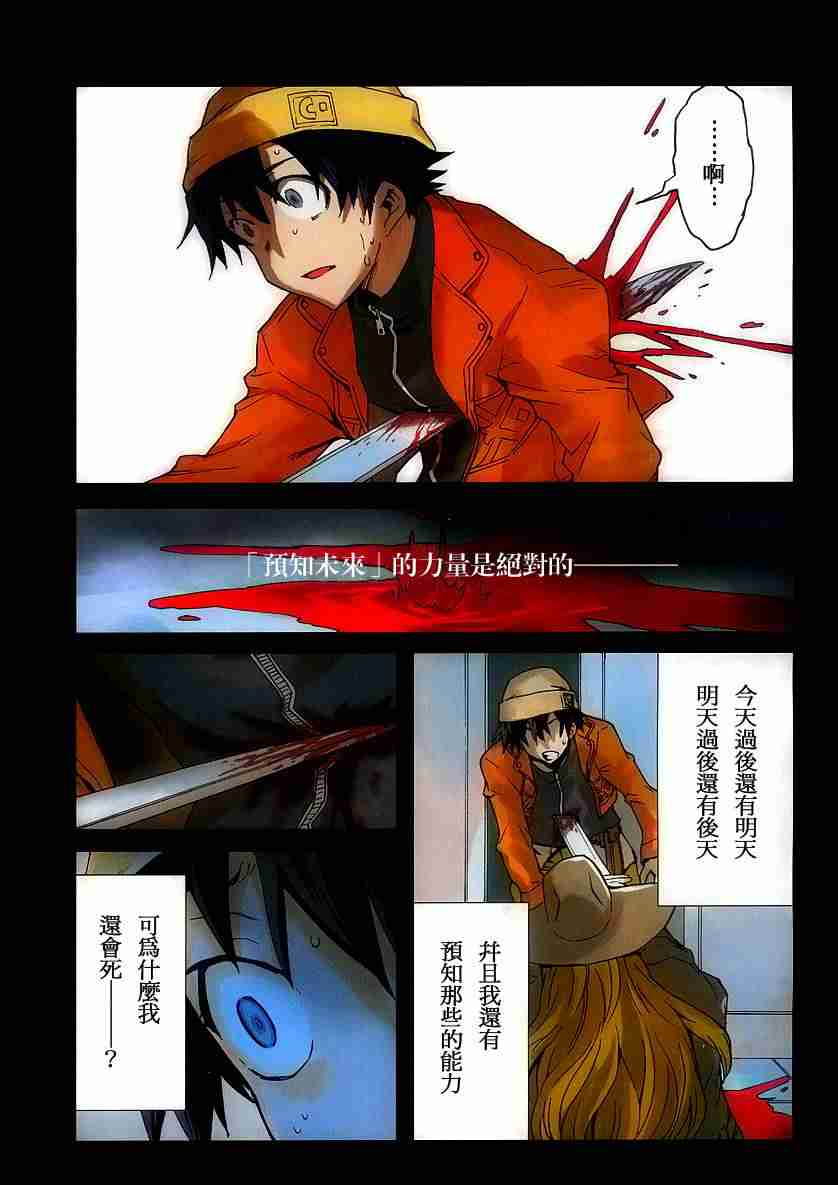 ……啊……
「預知未來」的力量是絕對的————
今天過後還有明天
明天過後還有後天
幷且我還有
預知那些的能力
可爲什麼我
還會死——？